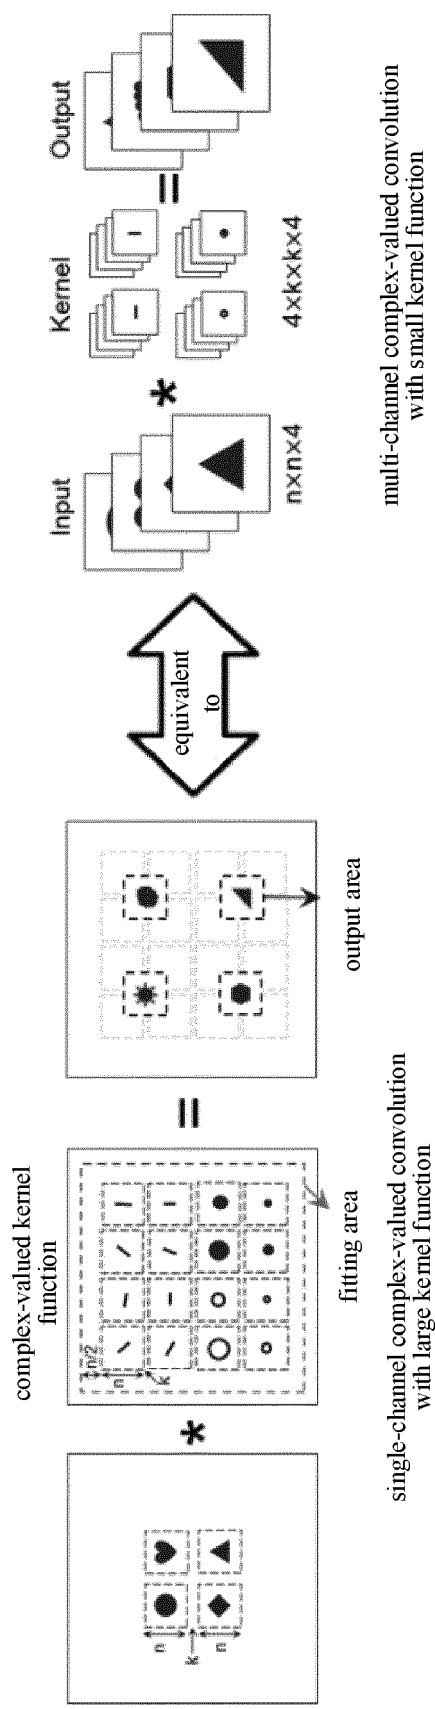 complex-valued kernel
function
n
k
n
*
n/2
n
k
=
fitting area
output area
single-channel complex-valued convolution
with large kernel function
equivalent
to
Input
*
Kernel
=
Output
n×n×4
4×k×k×4
multi-channel complex-valued convolution
with small kernel function